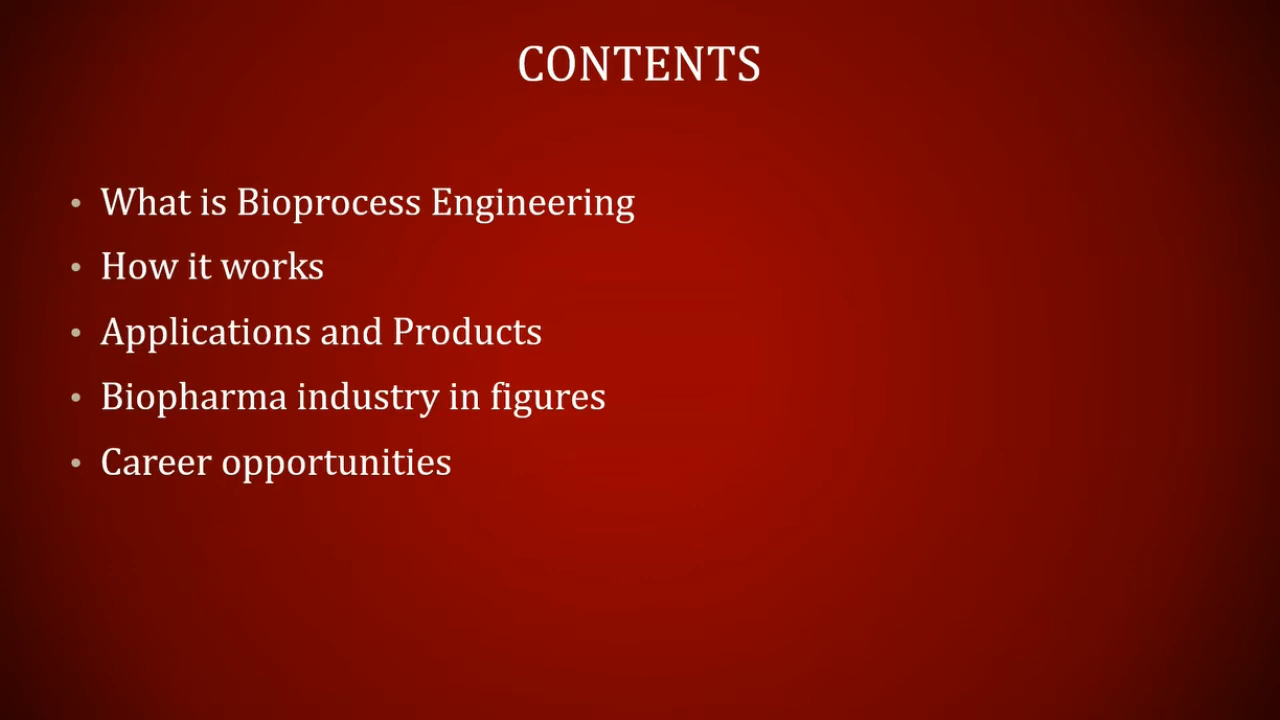 CONTENTS
• What is Bioprocess Engineering
• How it works
• Applications and Products
• Biopharma industry in figures
• Career opportunities